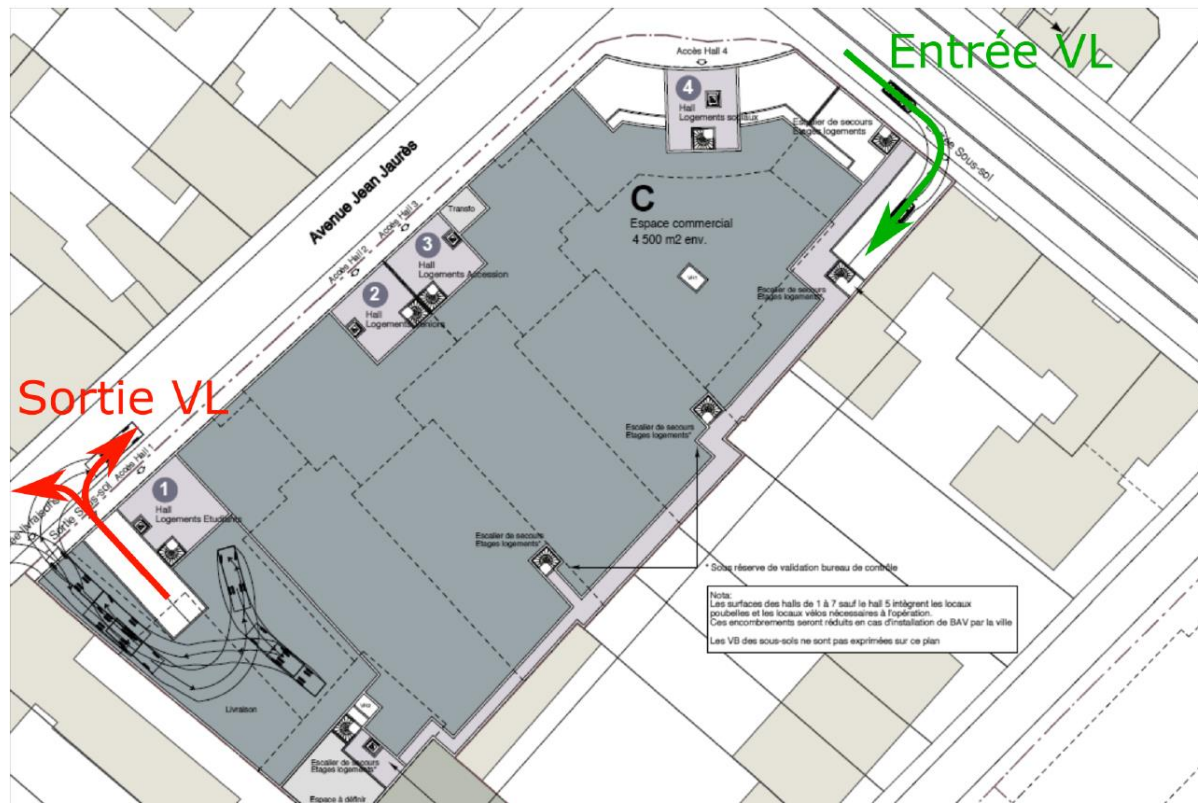 Entrée VL
Accès Hall 4
4
Hall
Logements sociaux
Escalier de secours
Etages logements
Sous-sol
Avenue Jean Jaurès
C
Espace commercial
4 500 m2 env.
VH1
Transfo
Accès Hall 3
3
Hall
Logements Accession
Accès Hall 2
2
Hall
Logements
Escalier de secours
Etages logements*
Sortie VL
Accès Hall 1
Sortie Sous-sol
1
Hall
Logements Etudiants
Escalier de secours
Etages logements*
Escalier de secours
Etages logements*
* Sous réserve de validation bureau de contrôle
Nota:
Les surfaces des halls de 1 à 7 sauf le hall 5 intègrent les locaux
poubelles et les locaux vélos nécessaires à l'opération.
Ces encombrements seront réduits en cas d'installation de BAV par la ville
Les VB des sous-sols ne sont pas exprimées sur ce plan
Livraison
VH2
Escalier de secours
Etages logements*
Espace à définir